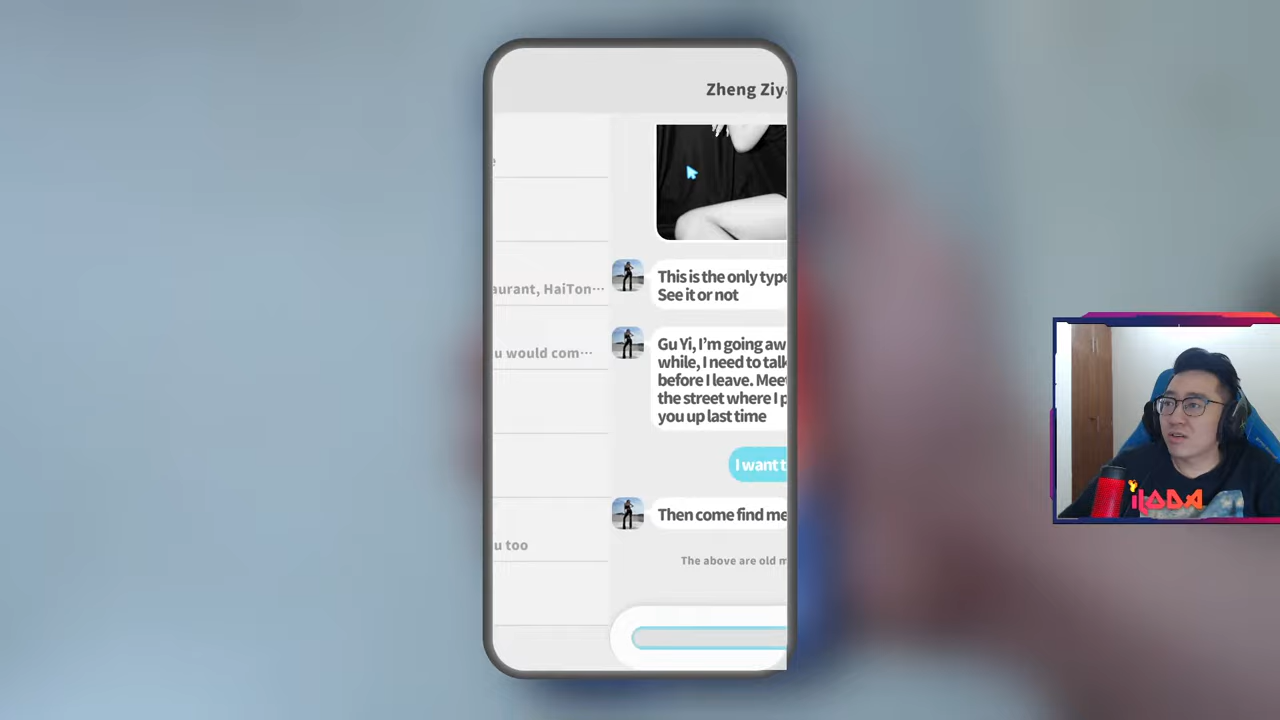 Zheng Ziy
aurant, HaiTon…
u would com…
u too
This is the only type
See it or not
Gu Yi, I'm going aw
while, I need to talk
before I leave. Meet
the street where I p
you up last time
I want t
Then come find me
The above are old m